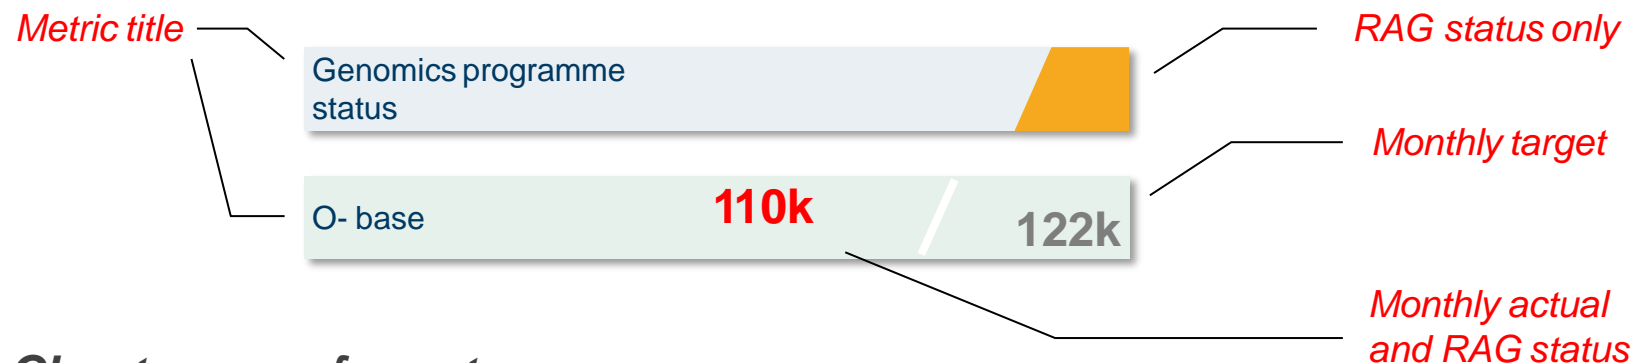 Metric title
RAG status only
Genomics programme
status
Monthly target
O- base
110k
122k
Monthly actual
and RAG status